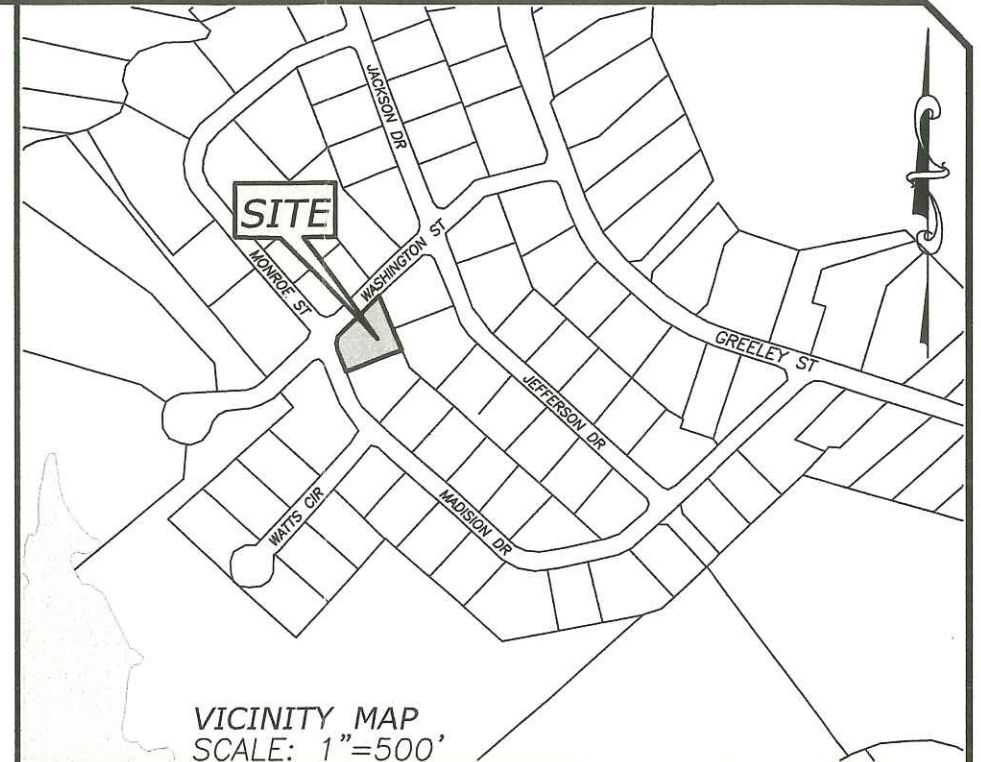 JACKSON DR
SITE
WASHINGTON ST
MONROE ST
GREELEY ST
JEFFERSON DR
MADISION DR
WATTS CIR
VICINITY MAP
SCALE: 1"=500'